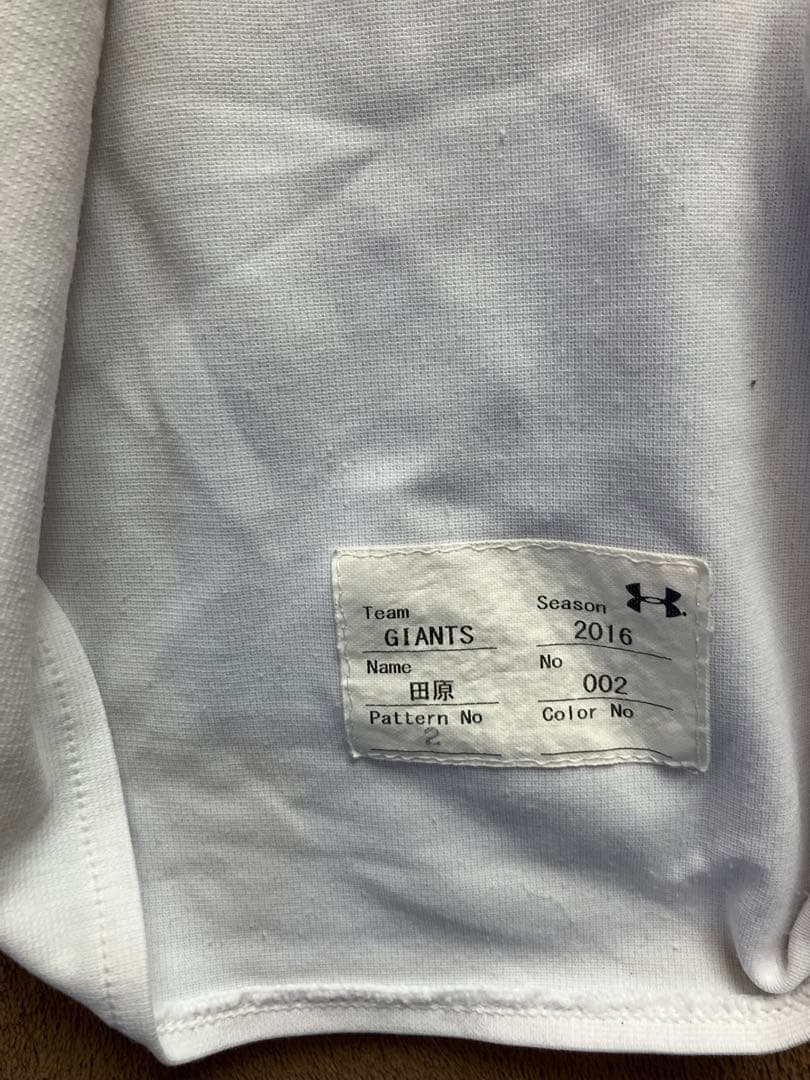 Team
GIANTS
Season
2016
Name
田原
No
002
Pattern No
2
Color No